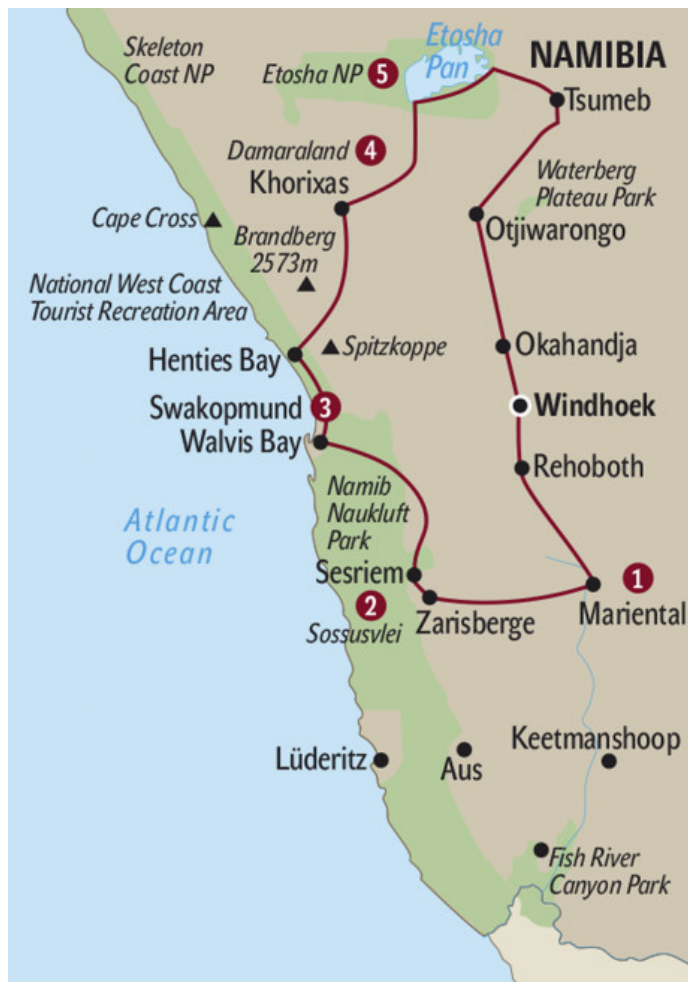 Skeleton
Coast NP
Etosha NP 5
Etosha
Pan
NAMIBIA
Tsumeb
Damaraland 4
Khorixas
Waterberg
Plateau Park
Otjiwarongo
Cape Cross
Brandberg
2573m
National West Coast
Tourist Recreation Area
Henties Bay
Spitzkoppe
Okahandja
Swakopmund 3
Windhoek
Walvis Bay
Rehoboth
Namib
Naukluft
Park
Atlantic
Ocean
Sesriem
2
Sossusvlei
Zarisberge
1
Mariental
Lüderitz
Aus
Keetmanshoop
Fish River
Canyon Park